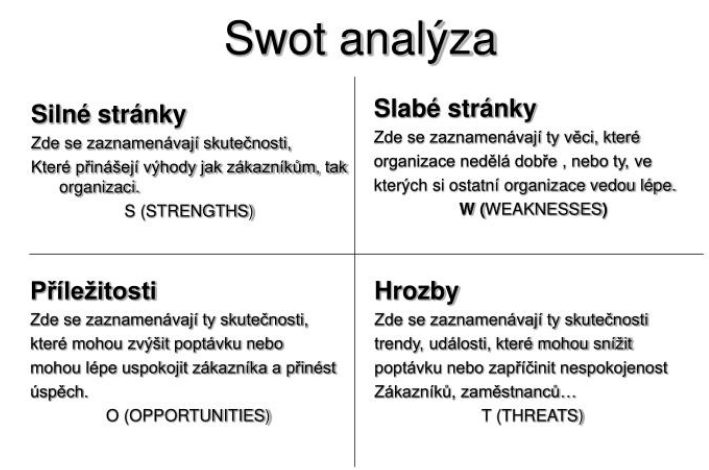 Swot analýza
Silné stránky
Zde se zaznamenávají skutečnosti,
Které přinášejí výhody jak zákazníkům, tak
organizaci.
S (STRENGTHS)
Slabé stránky
Zde se zaznamenávají ty věci, které
organizace nedělá dobře , nebo ty, ve
kterých si ostatní organizace vedou lépe.
W (WEAKNESSES)
Příležitosti
Zde se zaznamenávají ty skutečnosti,
které mohou zvýšit poptávku nebo
mohou lépe uspokojit zákazníka a přinést
úspěch.
O (OPPORTUNITIES)
Hrozby
Zde se zaznamenávají ty skutečnosti
trendy, události, které mohou snížit
poptávku nebo zapříčinit nespokojenost
Zákazníků, zaměstnanců…
T (THREATS)